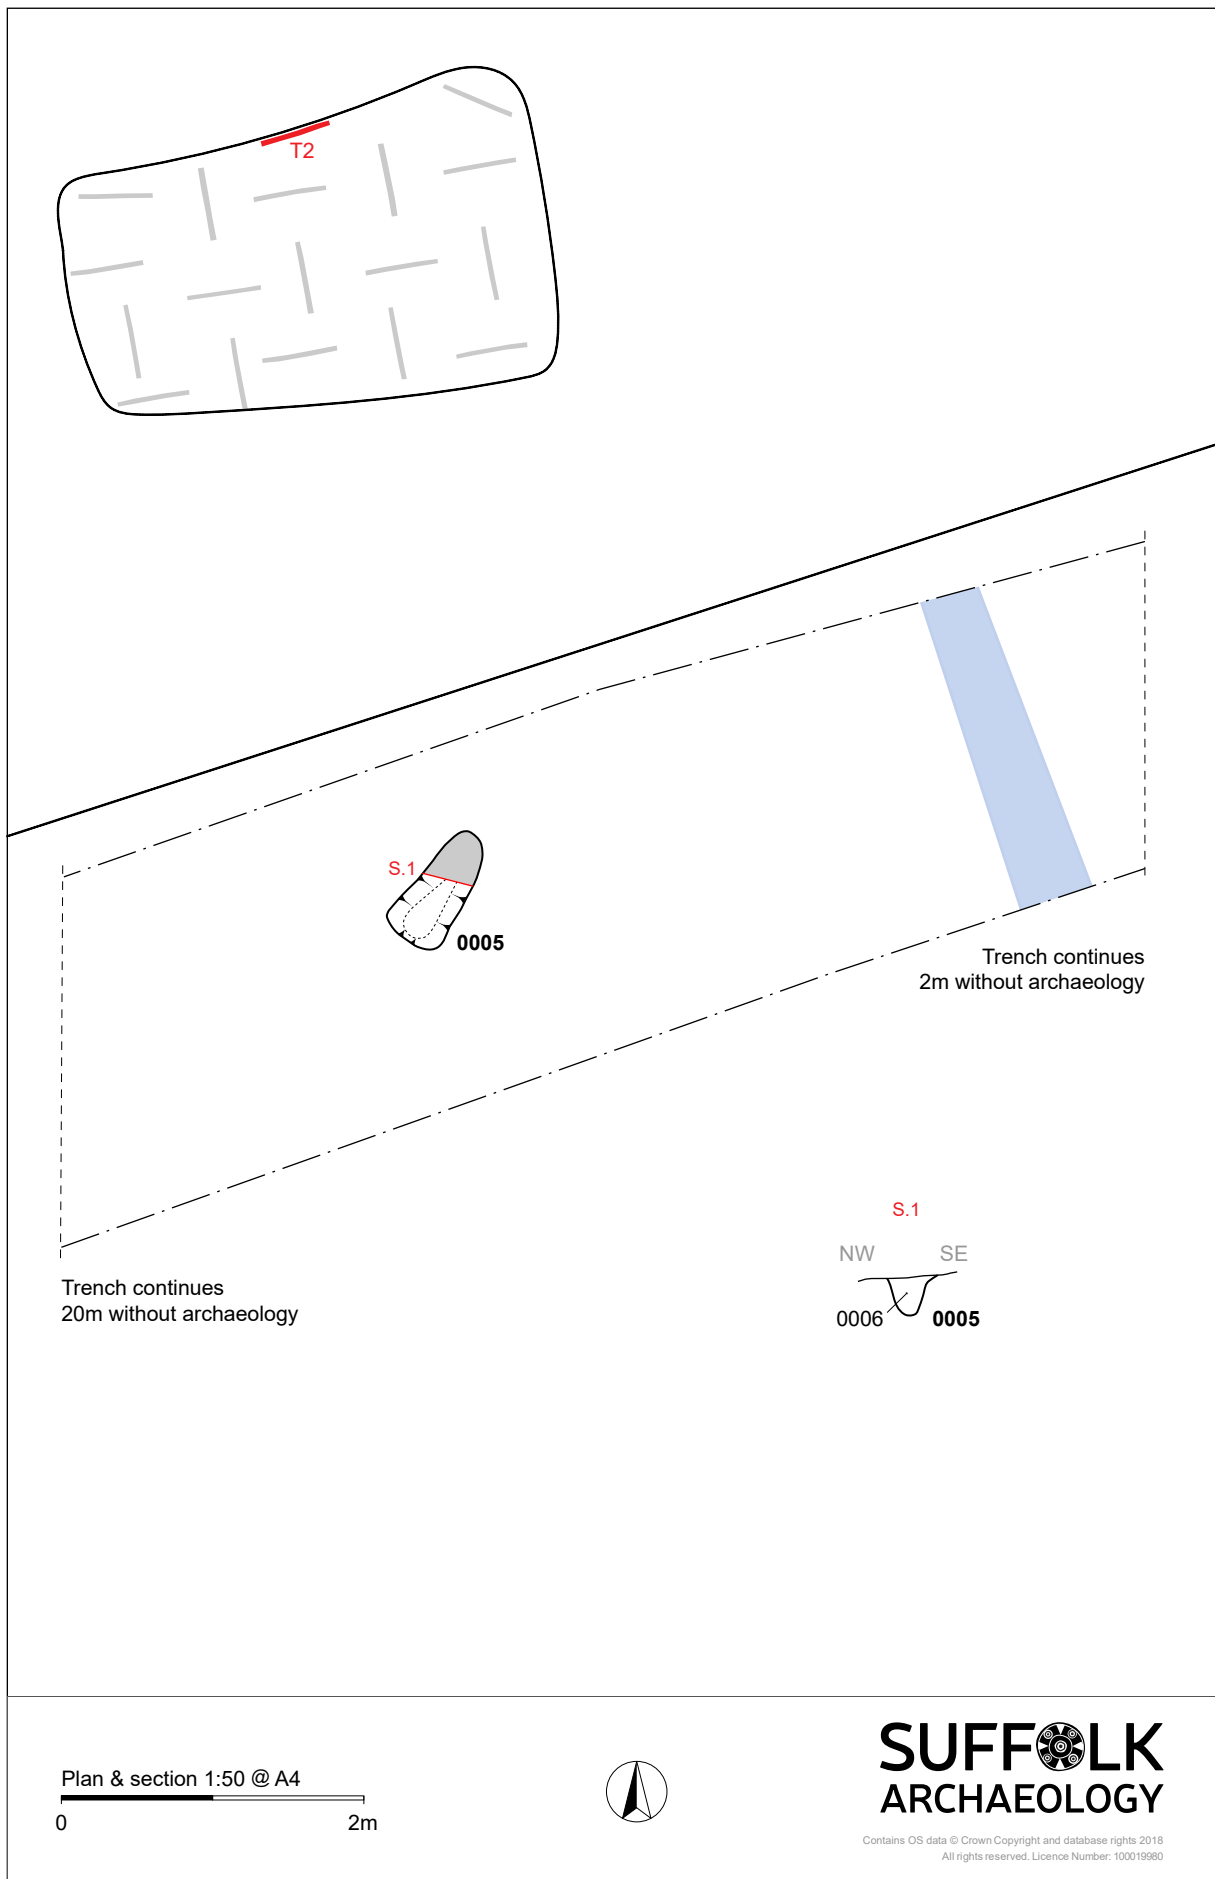 T2
S.1
0005
Trench continues
2m without archaeology
S.1
NW SE
0006 0005
Trench continues
20m without archaeology
Plan & section 1:50 @ A4
0 2m
SUFFOLK
ARCHAEOLOGY
Contains OS data © Crown Copyright and database rights 2018
All rights reserved. Licence Number: 100019980